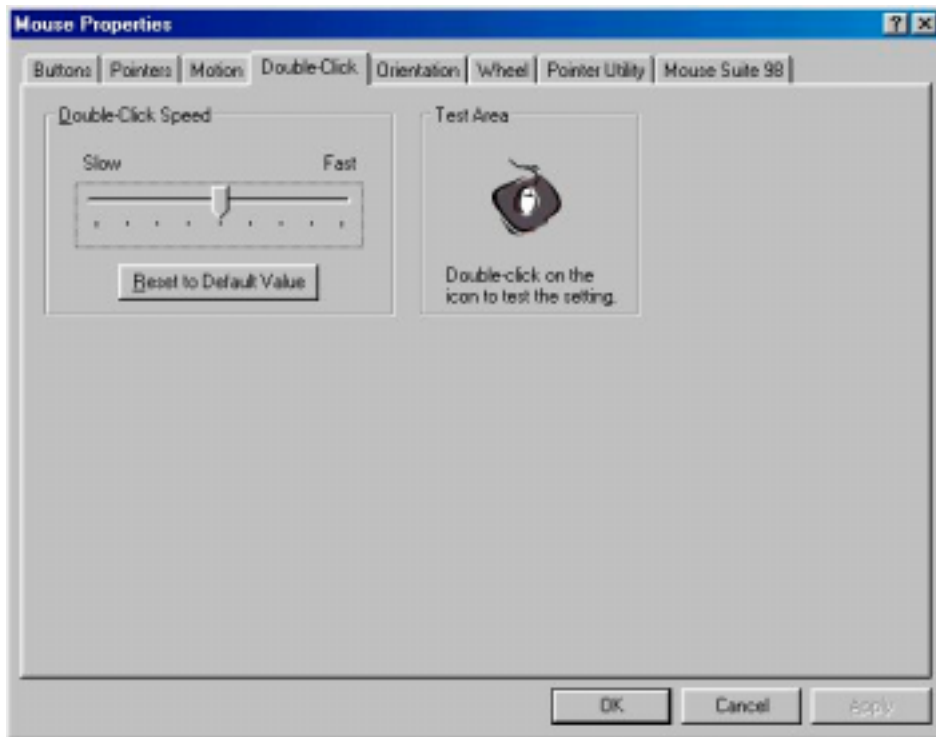 Mouse Properties
Buttons Pointers Motion Double-Click Orientation Wheel Pointer Utility Mouse Suite 98
Double-Click Speed
Slow Fast
Reset to Default Value
Test Area
Double-click on the
icon to test the setting.
OK Cancel Apply